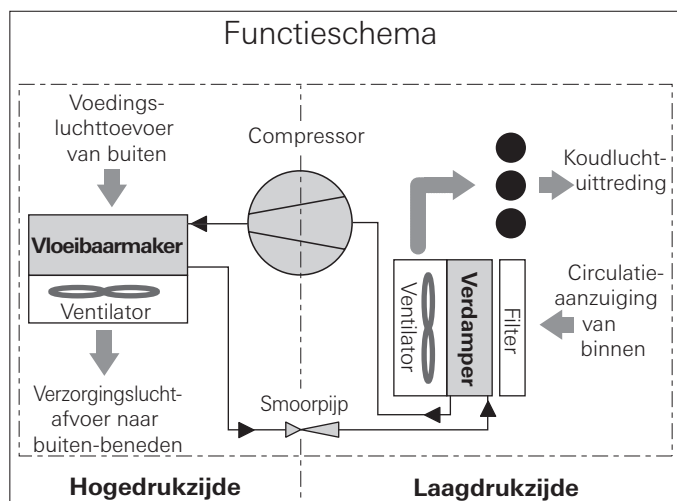 Functieschema
Voedings-
luchttoevoer
van buiten
Compressor
Koudlucht-
uittreding
Vloeibaarmaker
Ventilator
Ventilator
Verdamper
Filter
Circulatie-
aanzuiging
van
binnen
Verzorgingslucht-
afvoer naar
buiten-beneden
Smoorpijp
Hogedrukzijde
Laagdrukzijde